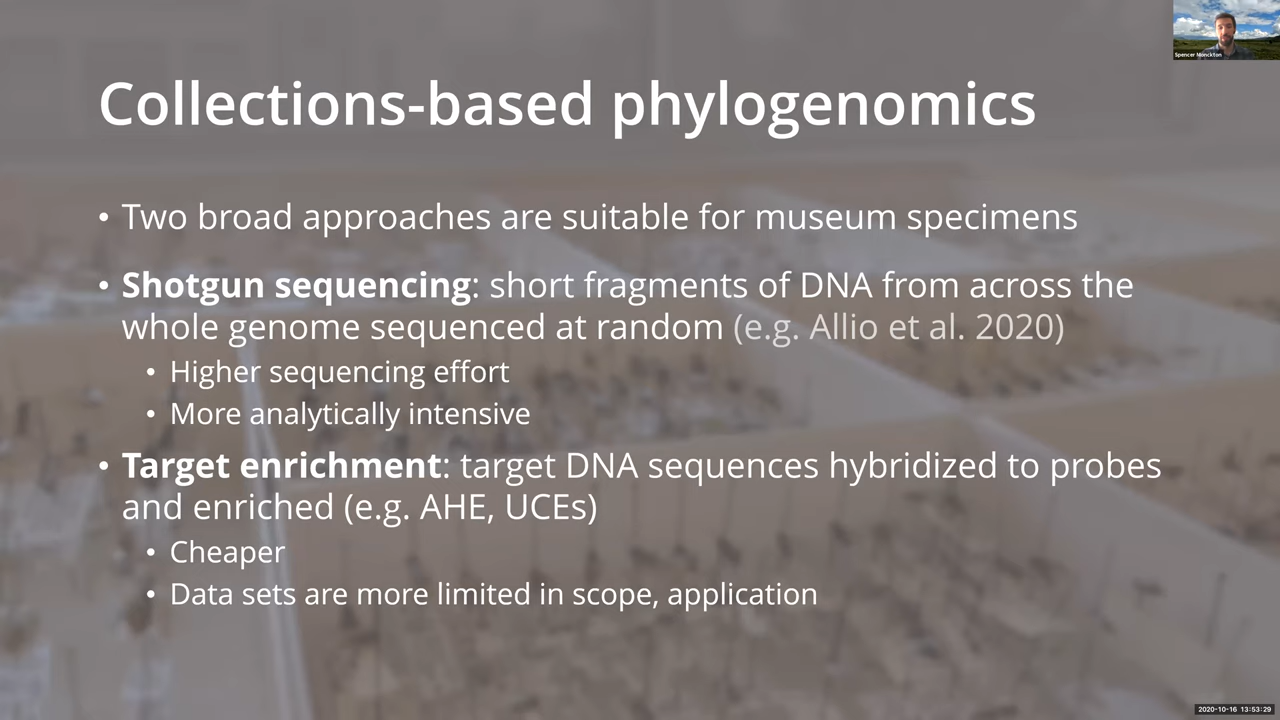 Spencer Monckton
Collections-based phylogenomics
• Two broad approaches are suitable for museum specimens
• Shotgun sequencing: short fragments of DNA from across the
whole genome sequenced at random (e.g. Allio et al. 2020)
• Higher sequencing effort
• More analytically intensive
• Target enrichment: target DNA sequences hybridized to probes
and enriched (e.g. AHE, UCEs)
• Cheaper
• Data sets are more limited in scope, application
2020-10-16 13:53:29